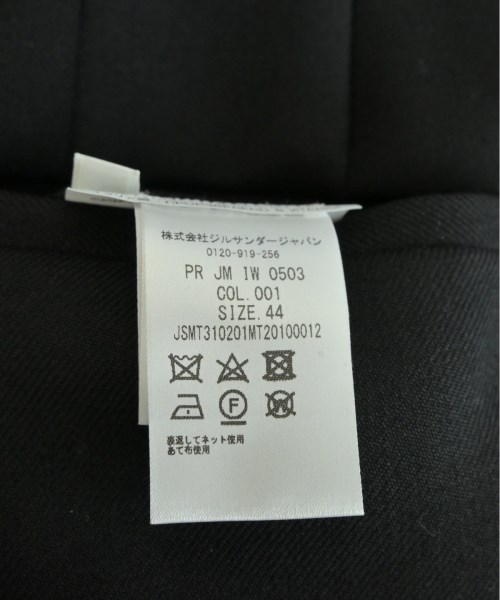 株式会社ジルサンダージャパン
0120-919-256
PR JM IW 0503
COL.001
SIZE.44
JSMT310201MT20100012
F W
裏返してネット使用
あて布使用